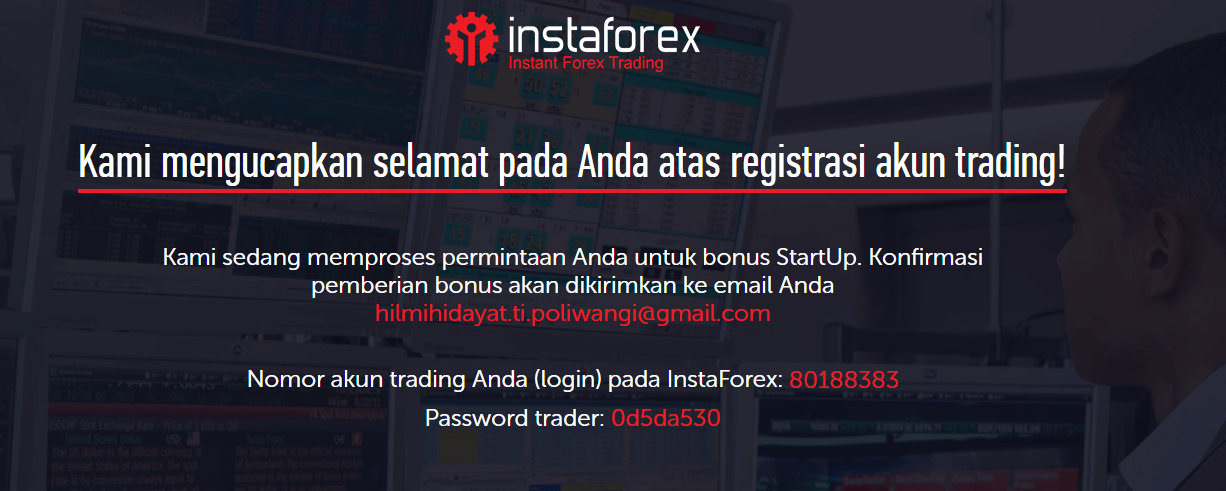 instaforex
Instant Forex Trading
Kami mengucapkan selamat pada Anda atas registrasi akun trading!
Kami sedang memproses permintaan Anda untuk bonus StartUp. Konfirmasi
pemberian bonus akan dikirimkan ke email Anda
hilmihidayat.ti.poliwangi@gmail.com
Nomor akun trading Anda (login) pada InstaForex: 80188383
Password trader: 0d5da530